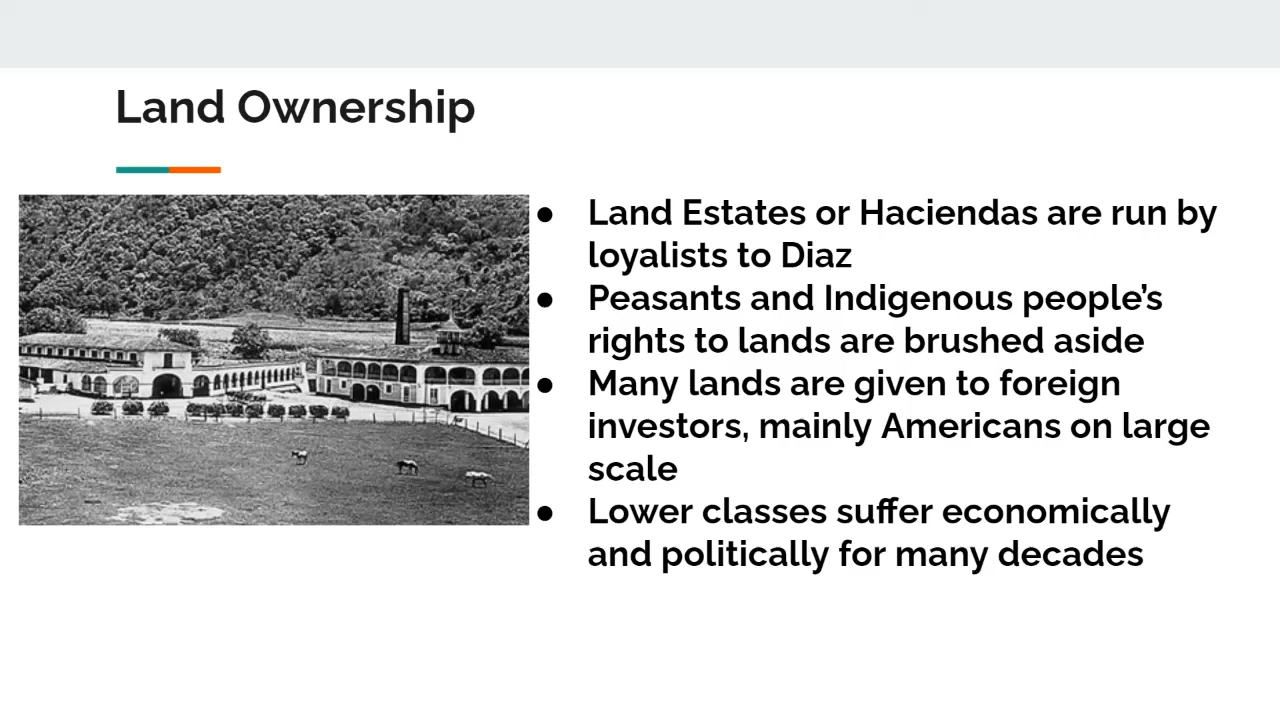 Land Ownership
● Land Estates or Haciendas are run by
loyalists to Diaz
● Peasants and Indigenous people’s
rights to lands are brushed aside
● Many lands are given to foreign
investors, mainly Americans on large
scale
● Lower classes suffer economically
and politically for many decades